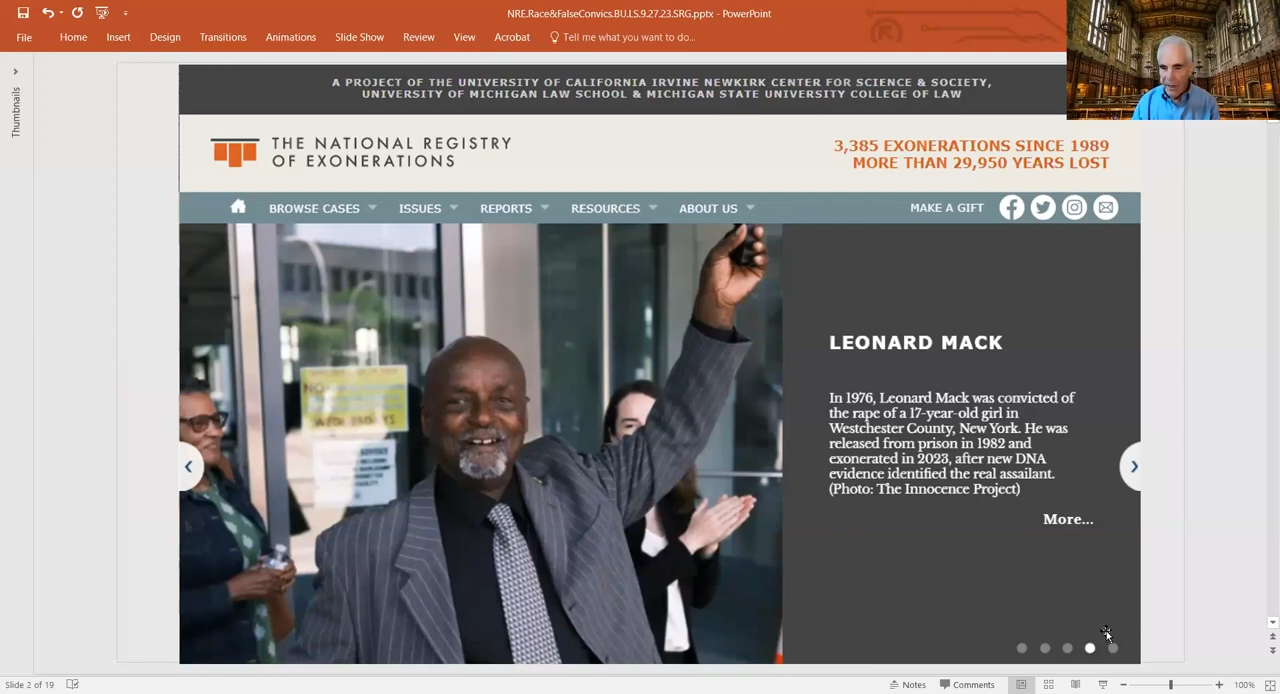 NRE.Race&FalseConvics.BU.LS.9.27.23.SRG.pptx - PowerPoint
File Home Insert Design Transitions Animations Slide Show Review View Acrobat Tell me what you want to do...
Thumbnails
A PROJECT OF THE UNIVERSITY OF CALIFORNIA IRVINE NEWKIRK CENTER FOR SCIENCE & SOCIETY,
UNIVERSITY OF MICHIGAN LAW SCHOOL & MICHIGAN STATE UNIVERSITY COLLEGE OF LAW
THE NATIONAL REGISTRY
OF EXONERATIONS
3,385 EXONERATIONS SINCE 1989
MORE THAN 29,950 YEARS LOST
BROWSE CASES ISSUES REPORTS RESOURCES ABOUT US MAKE A GIFT
NO
LEONARD MACK
In 1976, Leonard Mack was convicted of
the rape of a 17-year-old girl in
Westchester County, New York. He was
released from prison in 1982 and
exonerated in 2023, after new DNA
evidence identified the real assailant.
(Photo: The Innocence Project)
More...
Slide 2 of 19 Notes Comments 100%